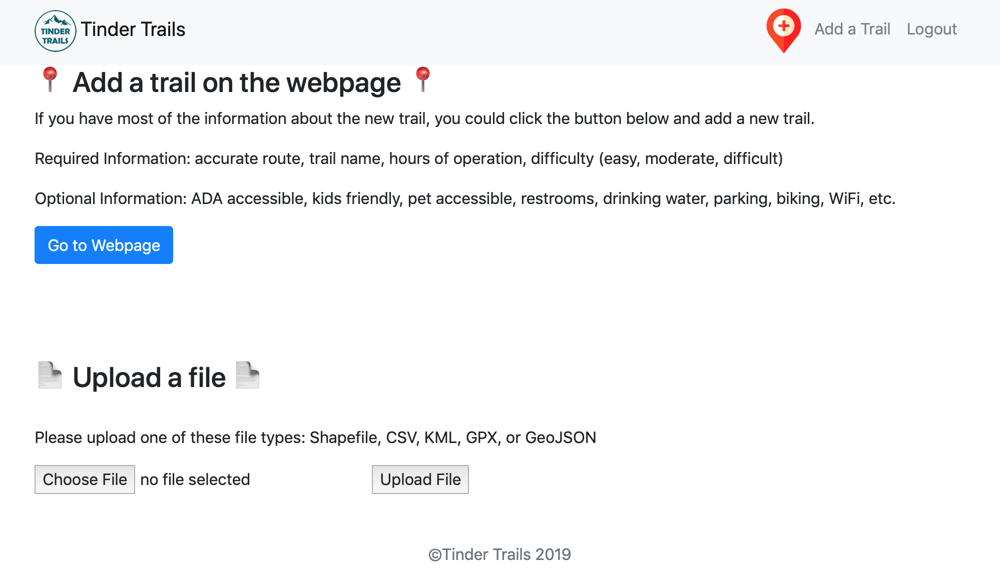 TINDER
TRAILS
Tinder Trails
Add a Trail
Logout
Add a trail on the webpage
If you have most of the information about the new trail, you could click the button below and add a new trail.
Required Information: accurate route, trail name, hours of operation, difficulty (easy, moderate, difficult)
Optional Information: ADA accessible, kids friendly, pet accessible, restrooms, drinking water, parking, biking, WiFi, etc.
Go to Webpage
Upload a file
Please upload one of these file types: Shapefile, CSV, KML, GPX, or GeoJSON
Choose File no file selected
Upload File
©Tinder Trails 2019